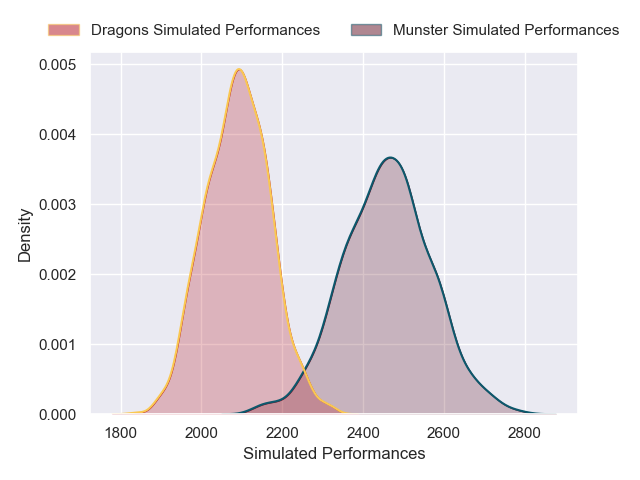 Dragons Simulated Performances Munster Simulated Performances
0.005
0.004
0.003
0.002
0.001
0.000
Density
1800 2000 2200 2400 2600 2800
Simulated Performances